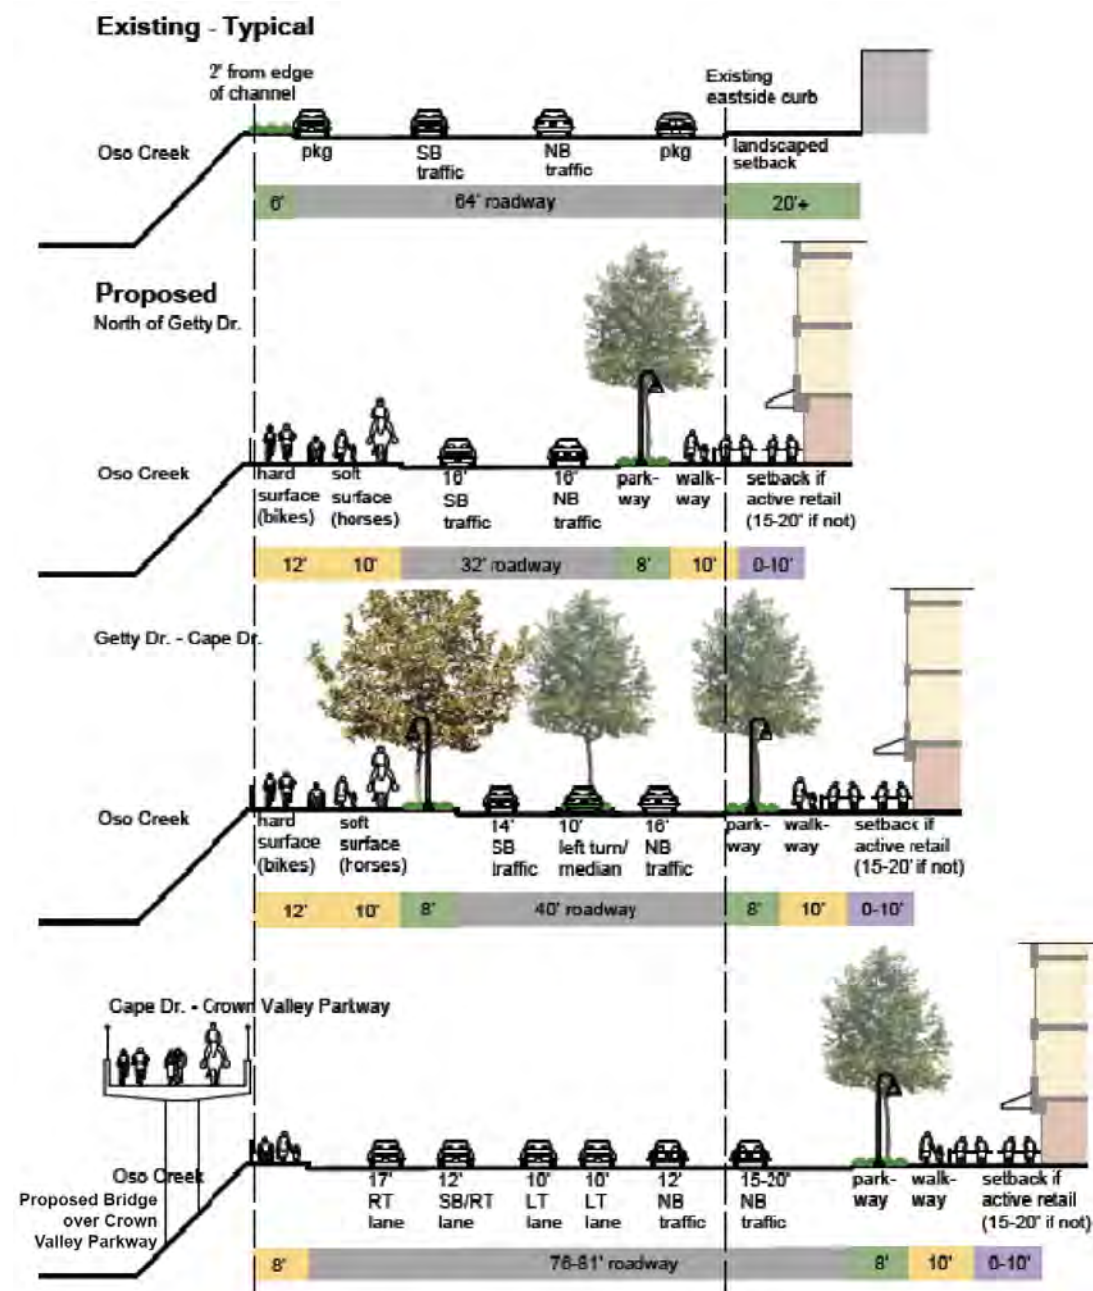 Existing - Typical
2' from edge
of channel
Existing
eastside curb
Oso Creek
pkg
SB
traffic
NB
traffic
pkg
landscaped
setback
6'
64' roadway
20'+
Proposed
North of Getty Dr.
Oso Creek
hard
surface
(bikes)
soft
surface
(horses)
16'
SB
traffic
16'
NB
traffic
park-
way
walk-
way
setback if
active retail
(15-20' if not)
12'
10'
32' roadway
8'
10'
0-10'
Getty Dr. - Cape Dr.
Oso Creek
hard
surface
(bikes)
soft
surface
(horses)
14'
SB
traffic
10'
left turn/
median
16'
NB
traffic
park-
way
walk-
way
setback if
active retail
(15-20' if not)
12'
10'
8'
40' roadway
8'
10'
0-10'
Cape Dr. - Crown Valley Parkway
Oso Creek
Proposed Bridge
over Crown
Valley Parkway
17'
RT
lane
12'
SB/RT
lane
10'
LT
lane
10'
LT
lane
12'
NB
traffic
15-20'
NB
traffic
park-
way
walk-
way
setback if
active retail
(15-20' if not)
8'
76-81' roadway
8'
10'
0-10'